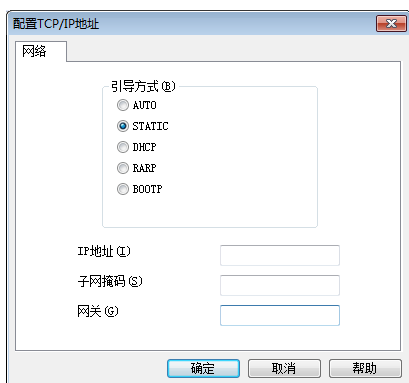 配置TCP/IP地址
网络
引导方式(B)
AUTO
STATIC
DHCP
RARP
BOOTP
IP地址(I)
子网掩码(S)
网关(G)
确定 取消 帮助